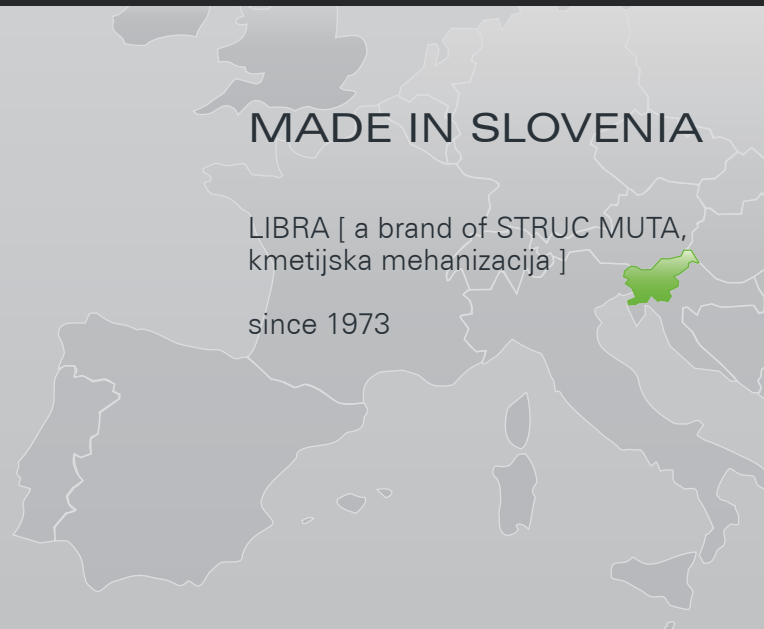 MADE IN SLOVENIA
LIBRA [ a brand of STRUC MUTA,
kmetijska mehanizacija ]
since 1973